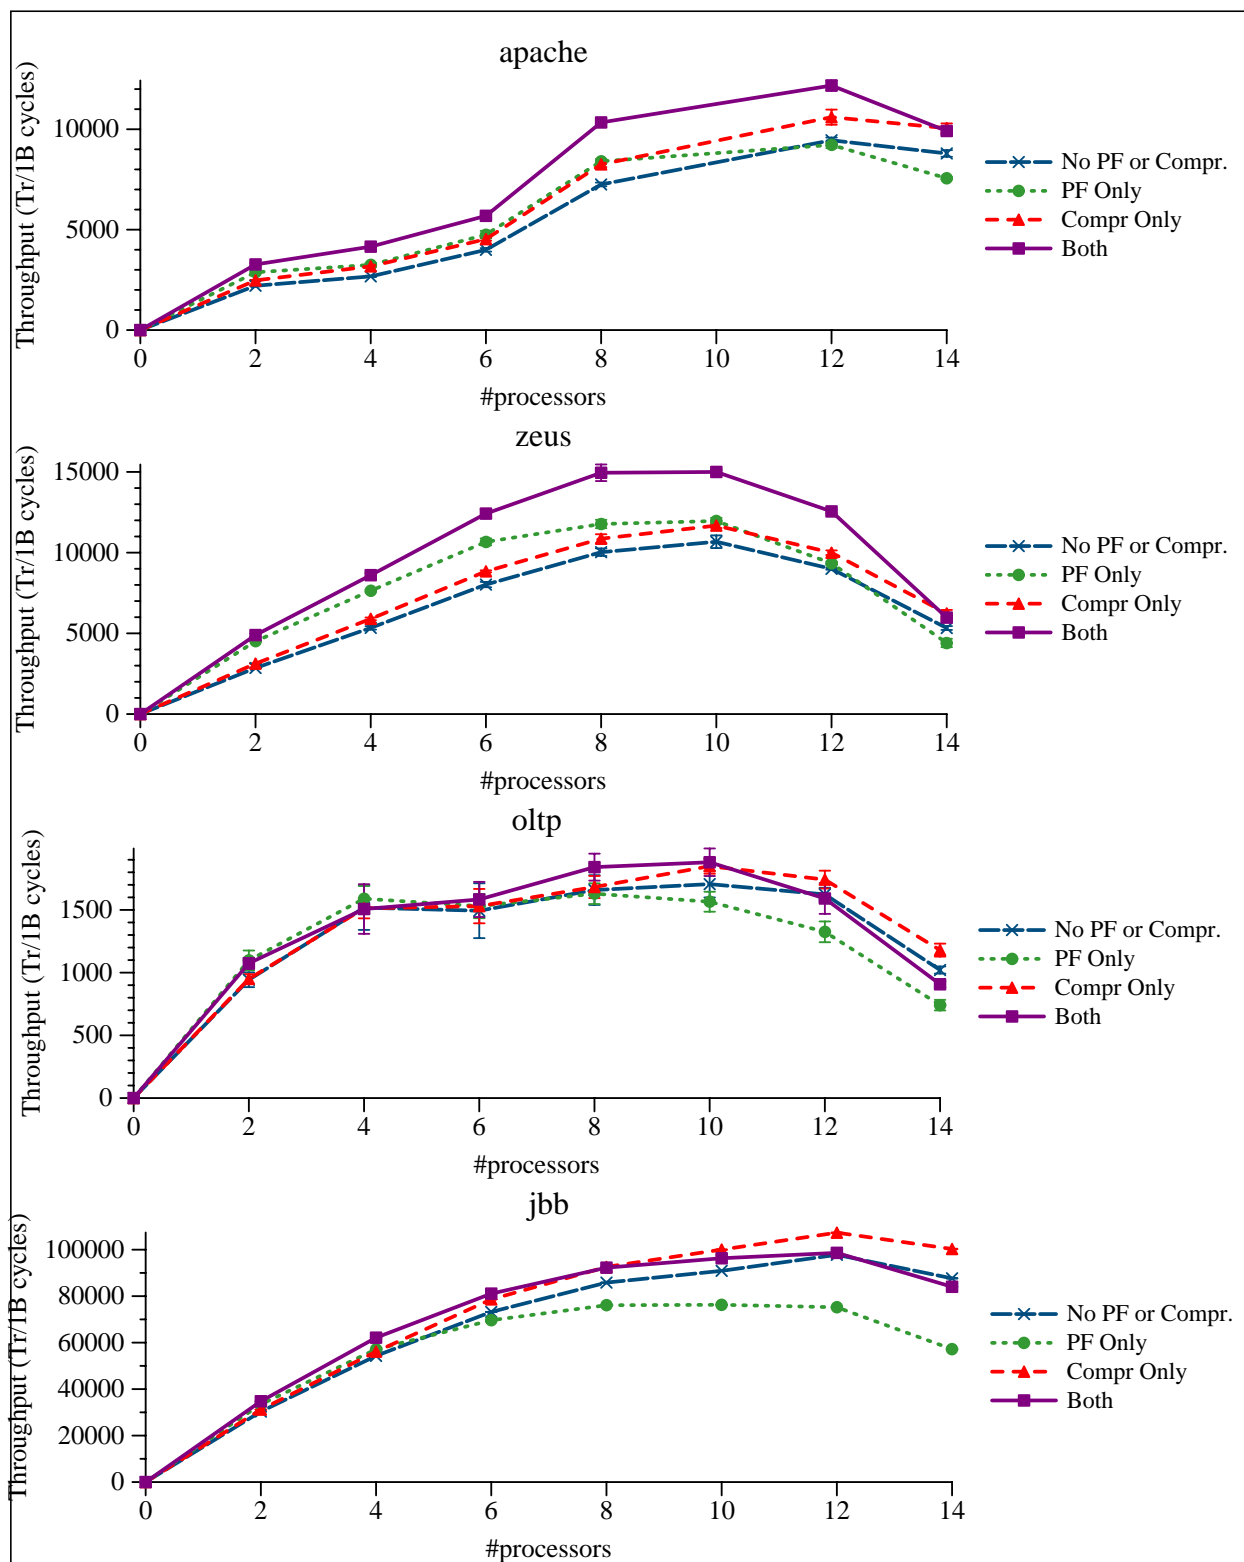 apache
Throughput (Tr/1B cycles)
10000
5000
0
0 2 4 6 8 10 12 14
#processors
No PF or Compr.
PF Only
Compr Only
Both
zeus
Throughput (Tr/1B cycles)
15000
10000
5000
0
0 2 4 6 8 10 12 14
#processors
No PF or Compr.
PF Only
Compr Only
Both
oltp
Throughput (Tr/1B cycles)
1500
1000
500
0
0 2 4 6 8 10 12 14
#processors
No PF or Compr.
PF Only
Compr Only
Both
jbb
Throughput (Tr/1B cycles)
100000
80000
60000
40000
20000
0
0 2 4 6 8 10 12 14
#processors
No PF or Compr.
PF Only
Compr Only
Both